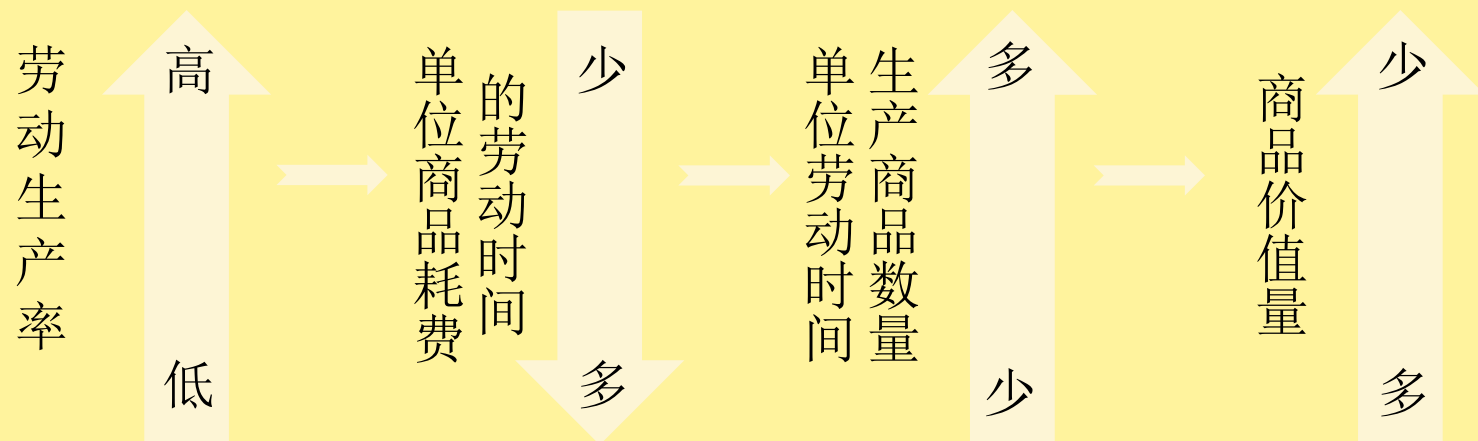 劳动生产率
高
低
单位商品耗费
的劳动时间
少
多
单位劳动时间
生产商品数量
多
少
商品价值量
少
多